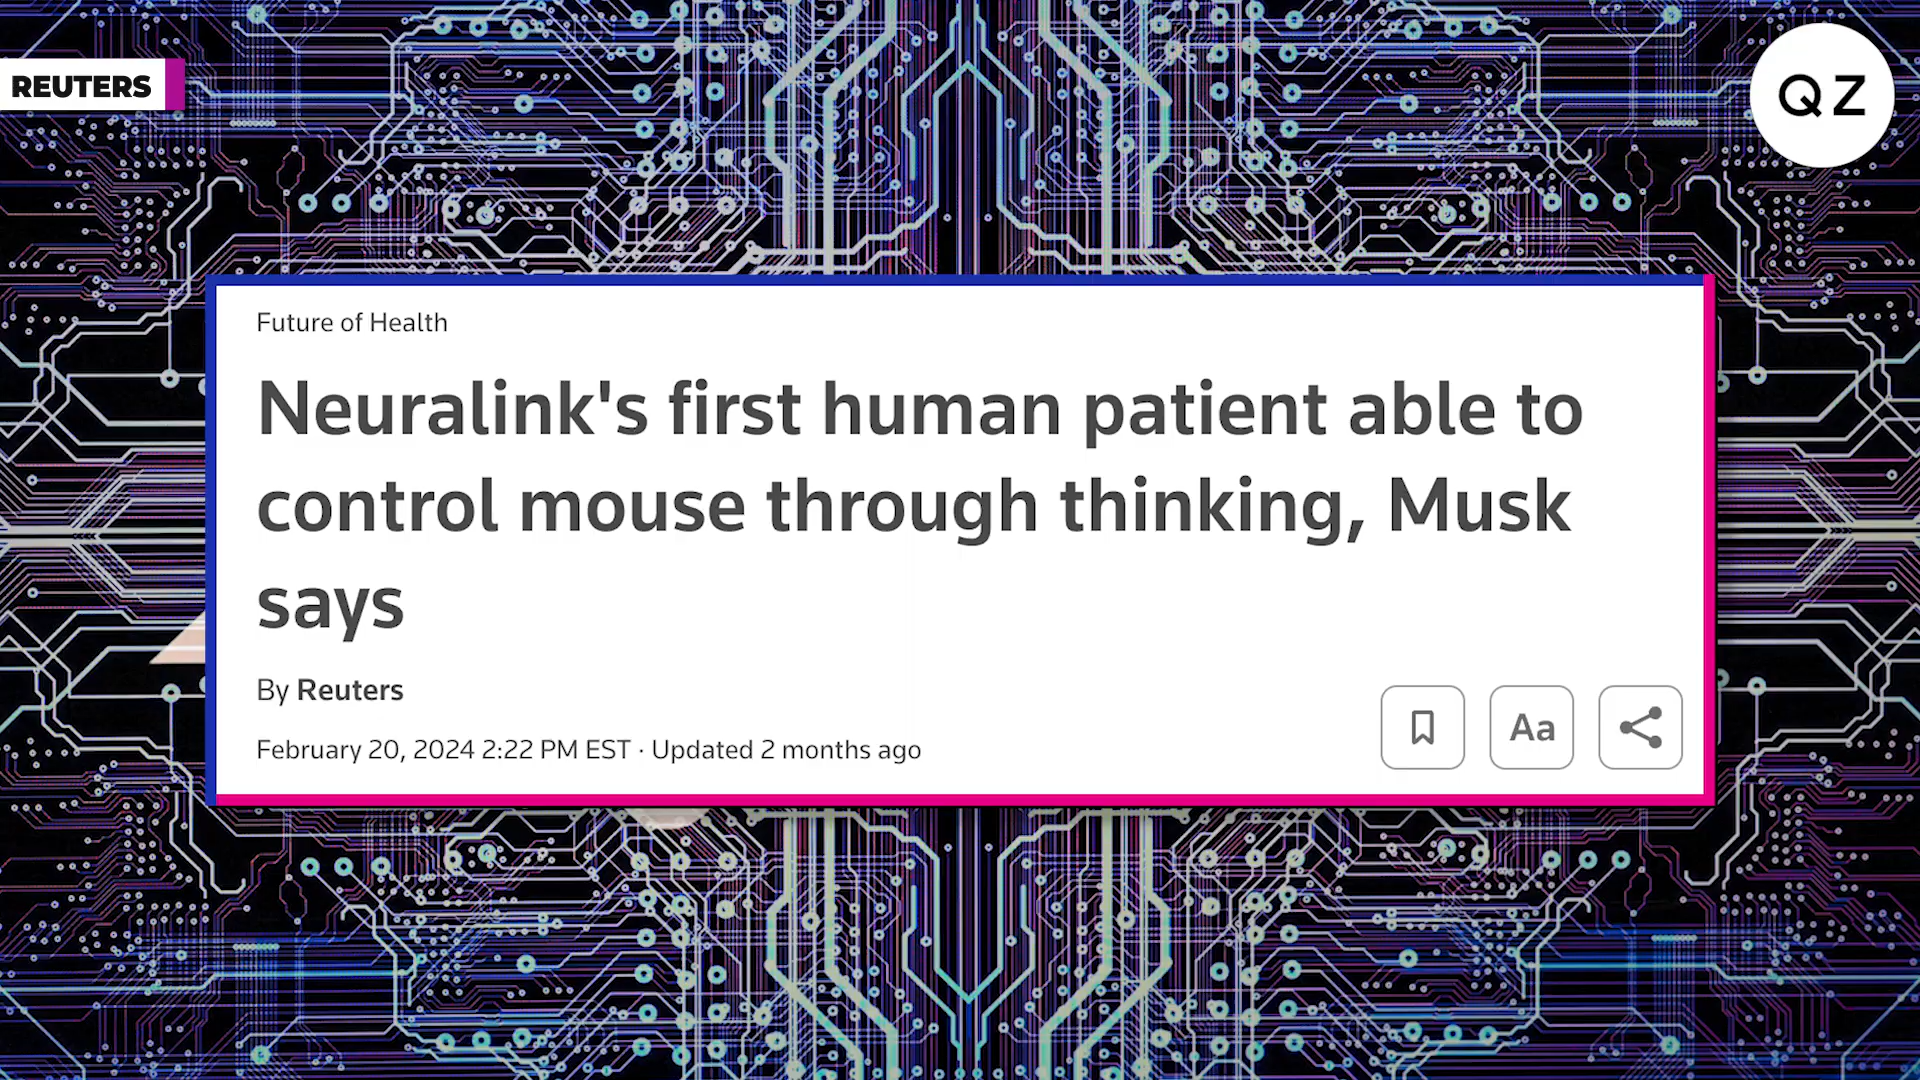 REUTERS
QZ
Future of Health
Neuralink's first human patient able to
control mouse through thinking, Musk
says
By Reuters
February 20, 2024 2:22 PM EST · Updated 2 months ago
Aa